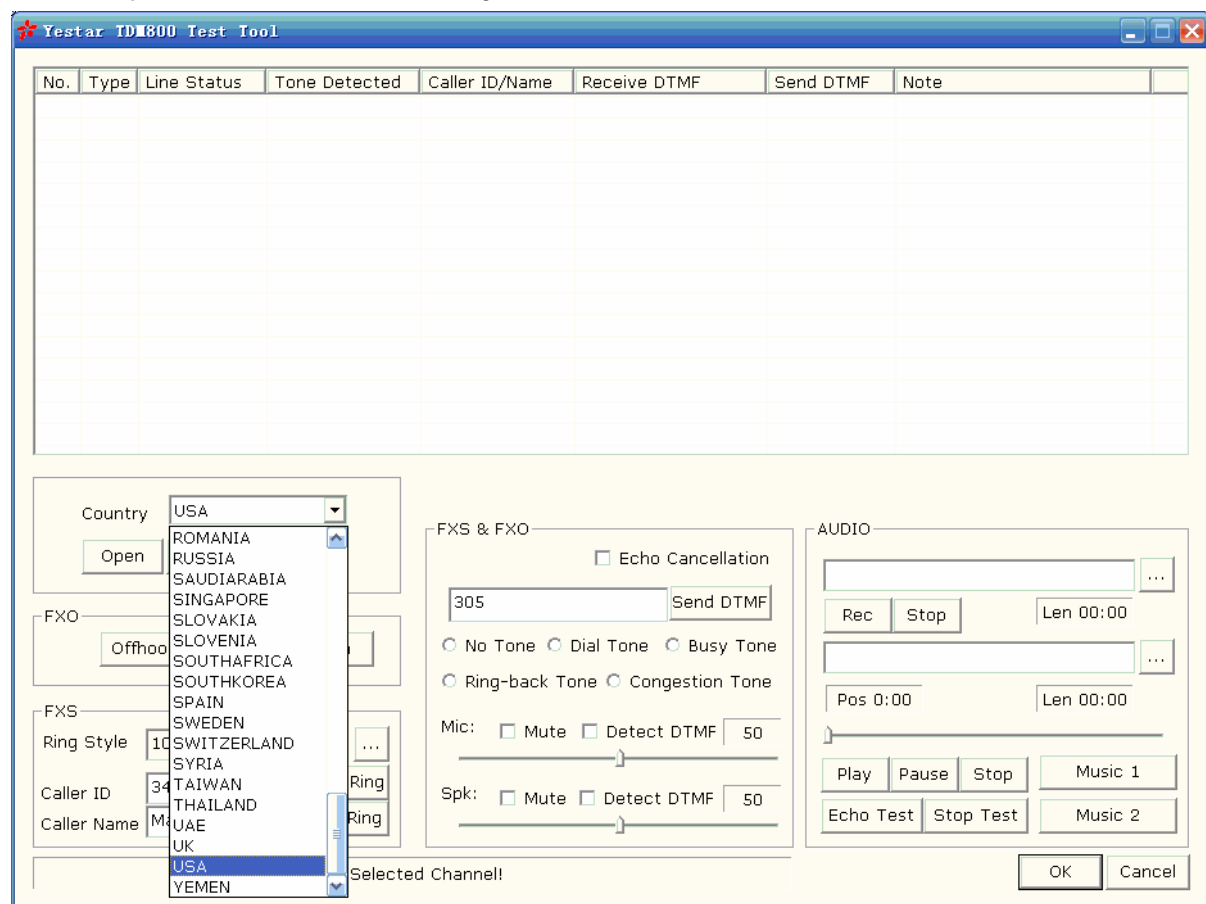 Yestar TDM800 Test Tool
No. Type Line Status Tone Detected Caller ID/Name Receive DTMF Send DTMF Note
Country USA
ROMANIA
RUSSIA
SAUDIARABIA
SINGAPORE
SLOVAKIA
SLOVENIA
SOUTHAFRICA
SOUTHKOREA
SPAIN
SWEDEN
SWITZERLAND
SYRIA
TAIWAN
THAILAND
UAE
UK
USA
YEMEN
Open
FXO
Offhoo
FXS
Ring Style 10 ...
Caller ID 34 Ring
Caller Name Ma Ring
Selected Channel!
FXS & FXO
Echo Cancellation
305 Send DTMF
No Tone Dial Tone Busy Tone
Ring-back Tone Congestion Tone
Mic: Mute Detect DTMF 50
Spk: Mute Detect DTMF 50
AUDIO
...
Rec Stop Len 00:00
...
Pos 0:00 Len 00:00
Play Pause Stop Music 1
Echo Test Stop Test Music 2
OK Cancel